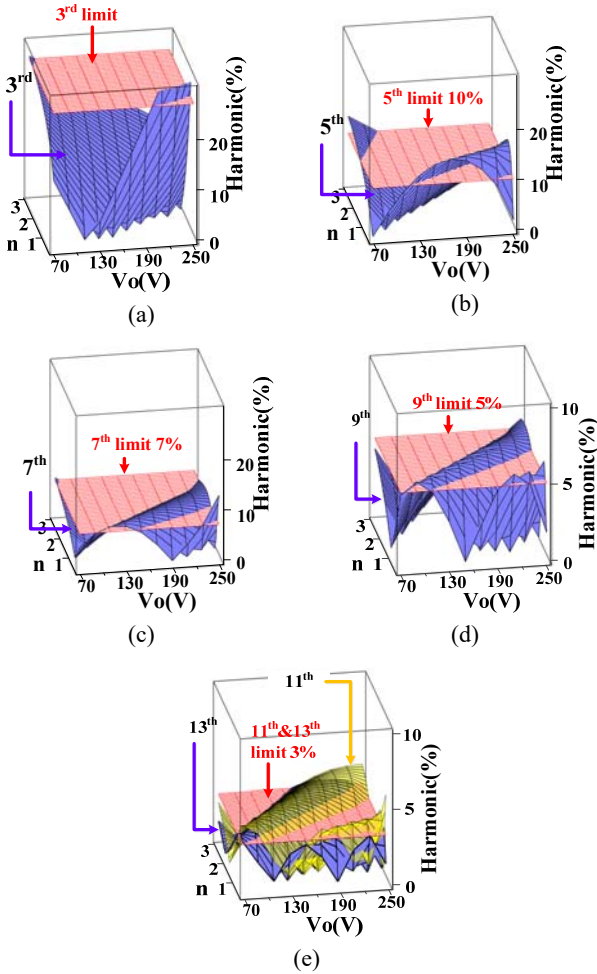 3rd limit
3rd
Harmonic(%)
20
10
0
3
2
n 1
70 130 190 250
Vo(V)
(a)
5th limit 10%
5th
Harmonic(%)
20
10
0
3
2
n 1
70 130 190 250
Vo(V)
(b)
7th limit 7%
7th
Harmonic(%)
20
10
0
3
2
n 1
70 130 190 250
Vo(V)
(c)
9th limit 5%
9th
Harmonic(%)
10
5
0
3
2
n 1
70 130 190 250
Vo(V)
(d)
11th
13th
11th&13th
limit 3%
Harmonic(%)
10
5
0
3
2
n 1
70 130 190 250
Vo(V)
(e)